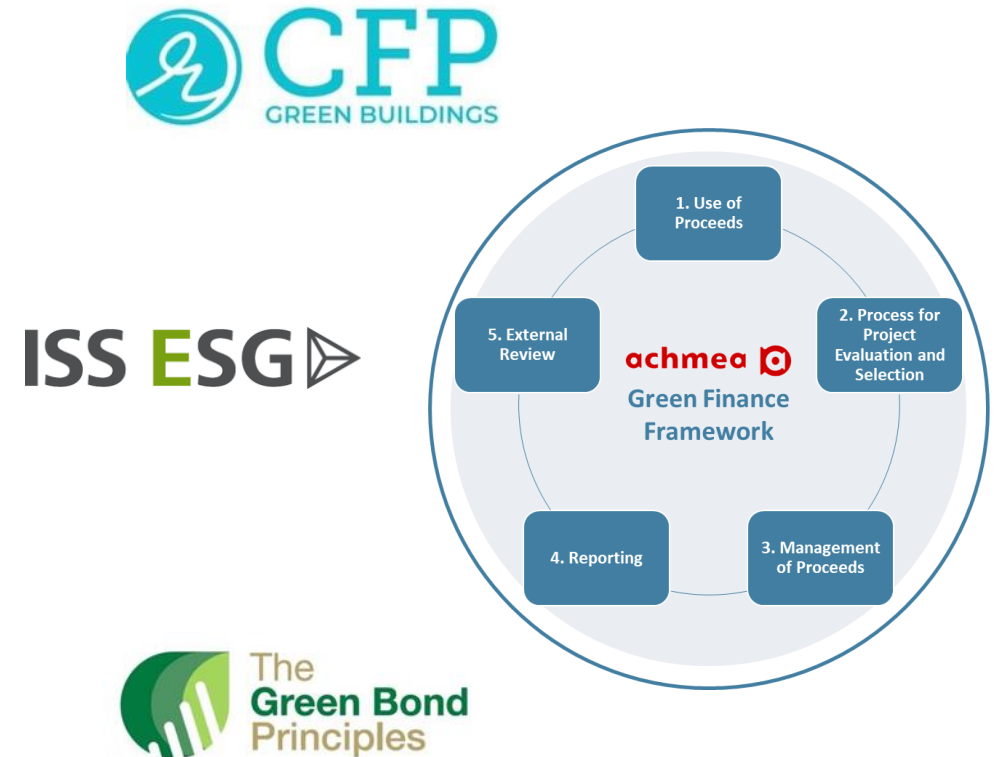 CFP
GREEN BUILDINGS
1. Use of
Proceeds
2. Process for
Project
Evaluation and
Selection
5. External
Review
ISS ESG
achmea
Green Finance
Framework
4. Reporting
3. Management
of Proceeds
The
Green Bond
Principles